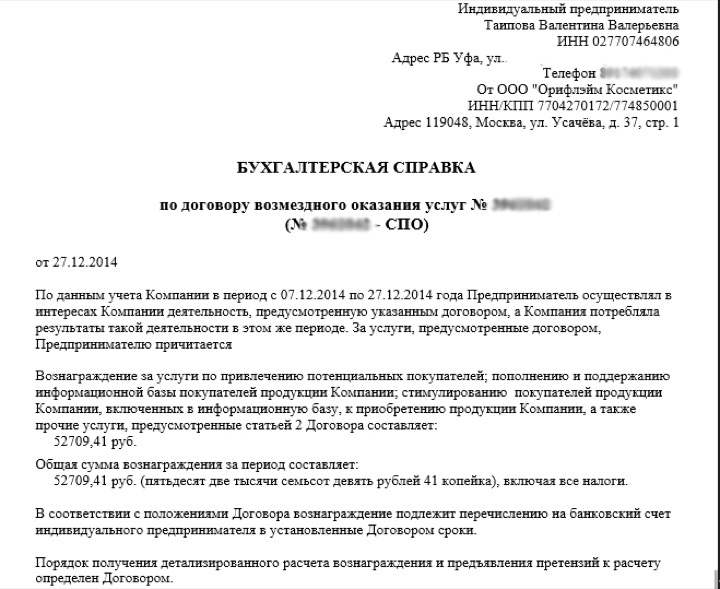 Индивидуальный предприниматель
Таипова Валентина Валерьевна
ИНН 027707464806
Адрес РБ Уфа, ул..
Телефон
От ООО "Орифлэйм Косметикс"
ИНН/КПП 7704270172/774850001
Адрес 119048, Москва, ул. Усачёва, д. 37, стр. 1
БУХГАЛТЕРСКАЯ СПРАВКА
по договору возмездного оказания услуг №
(№ - СПО)
от 27.12.2014
По данным учета Компании в период с 07.12.2014 по 27.12.2014 года Предприниматель осуществлял в
интересах Компании деятельность, предусмотренную указанным договором, а Компания потребляла
результаты такой деятельности в этом же периоде. За услуги, предусмотренные договором,
Предпринимателю причитается
Вознаграждение за услуги по привлечению потенциальных покупателей; пополнению и поддержанию
информационной базы покупателей продукции Компании; стимулированию покупателей продукции
Компании, включенных в информационную базу, к приобретению продукции Компании, а также
прочие услуги, предусмотренные статьей 2 Договора составляет:
52709,41 руб.
Общая сумма вознаграждения за период составляет:
52709,41 руб. (пятьдесят две тысячи семьсот девять рублей 41 копейка), включая все налоги.
В соответствии с положениями Договора вознаграждение подлежит перечислению на банковский счет
индивидуального предпринимателя в установленные Договором сроки.
Порядок получения детализированного расчета вознаграждения и предъявления претензий к расчету
определен Договором.